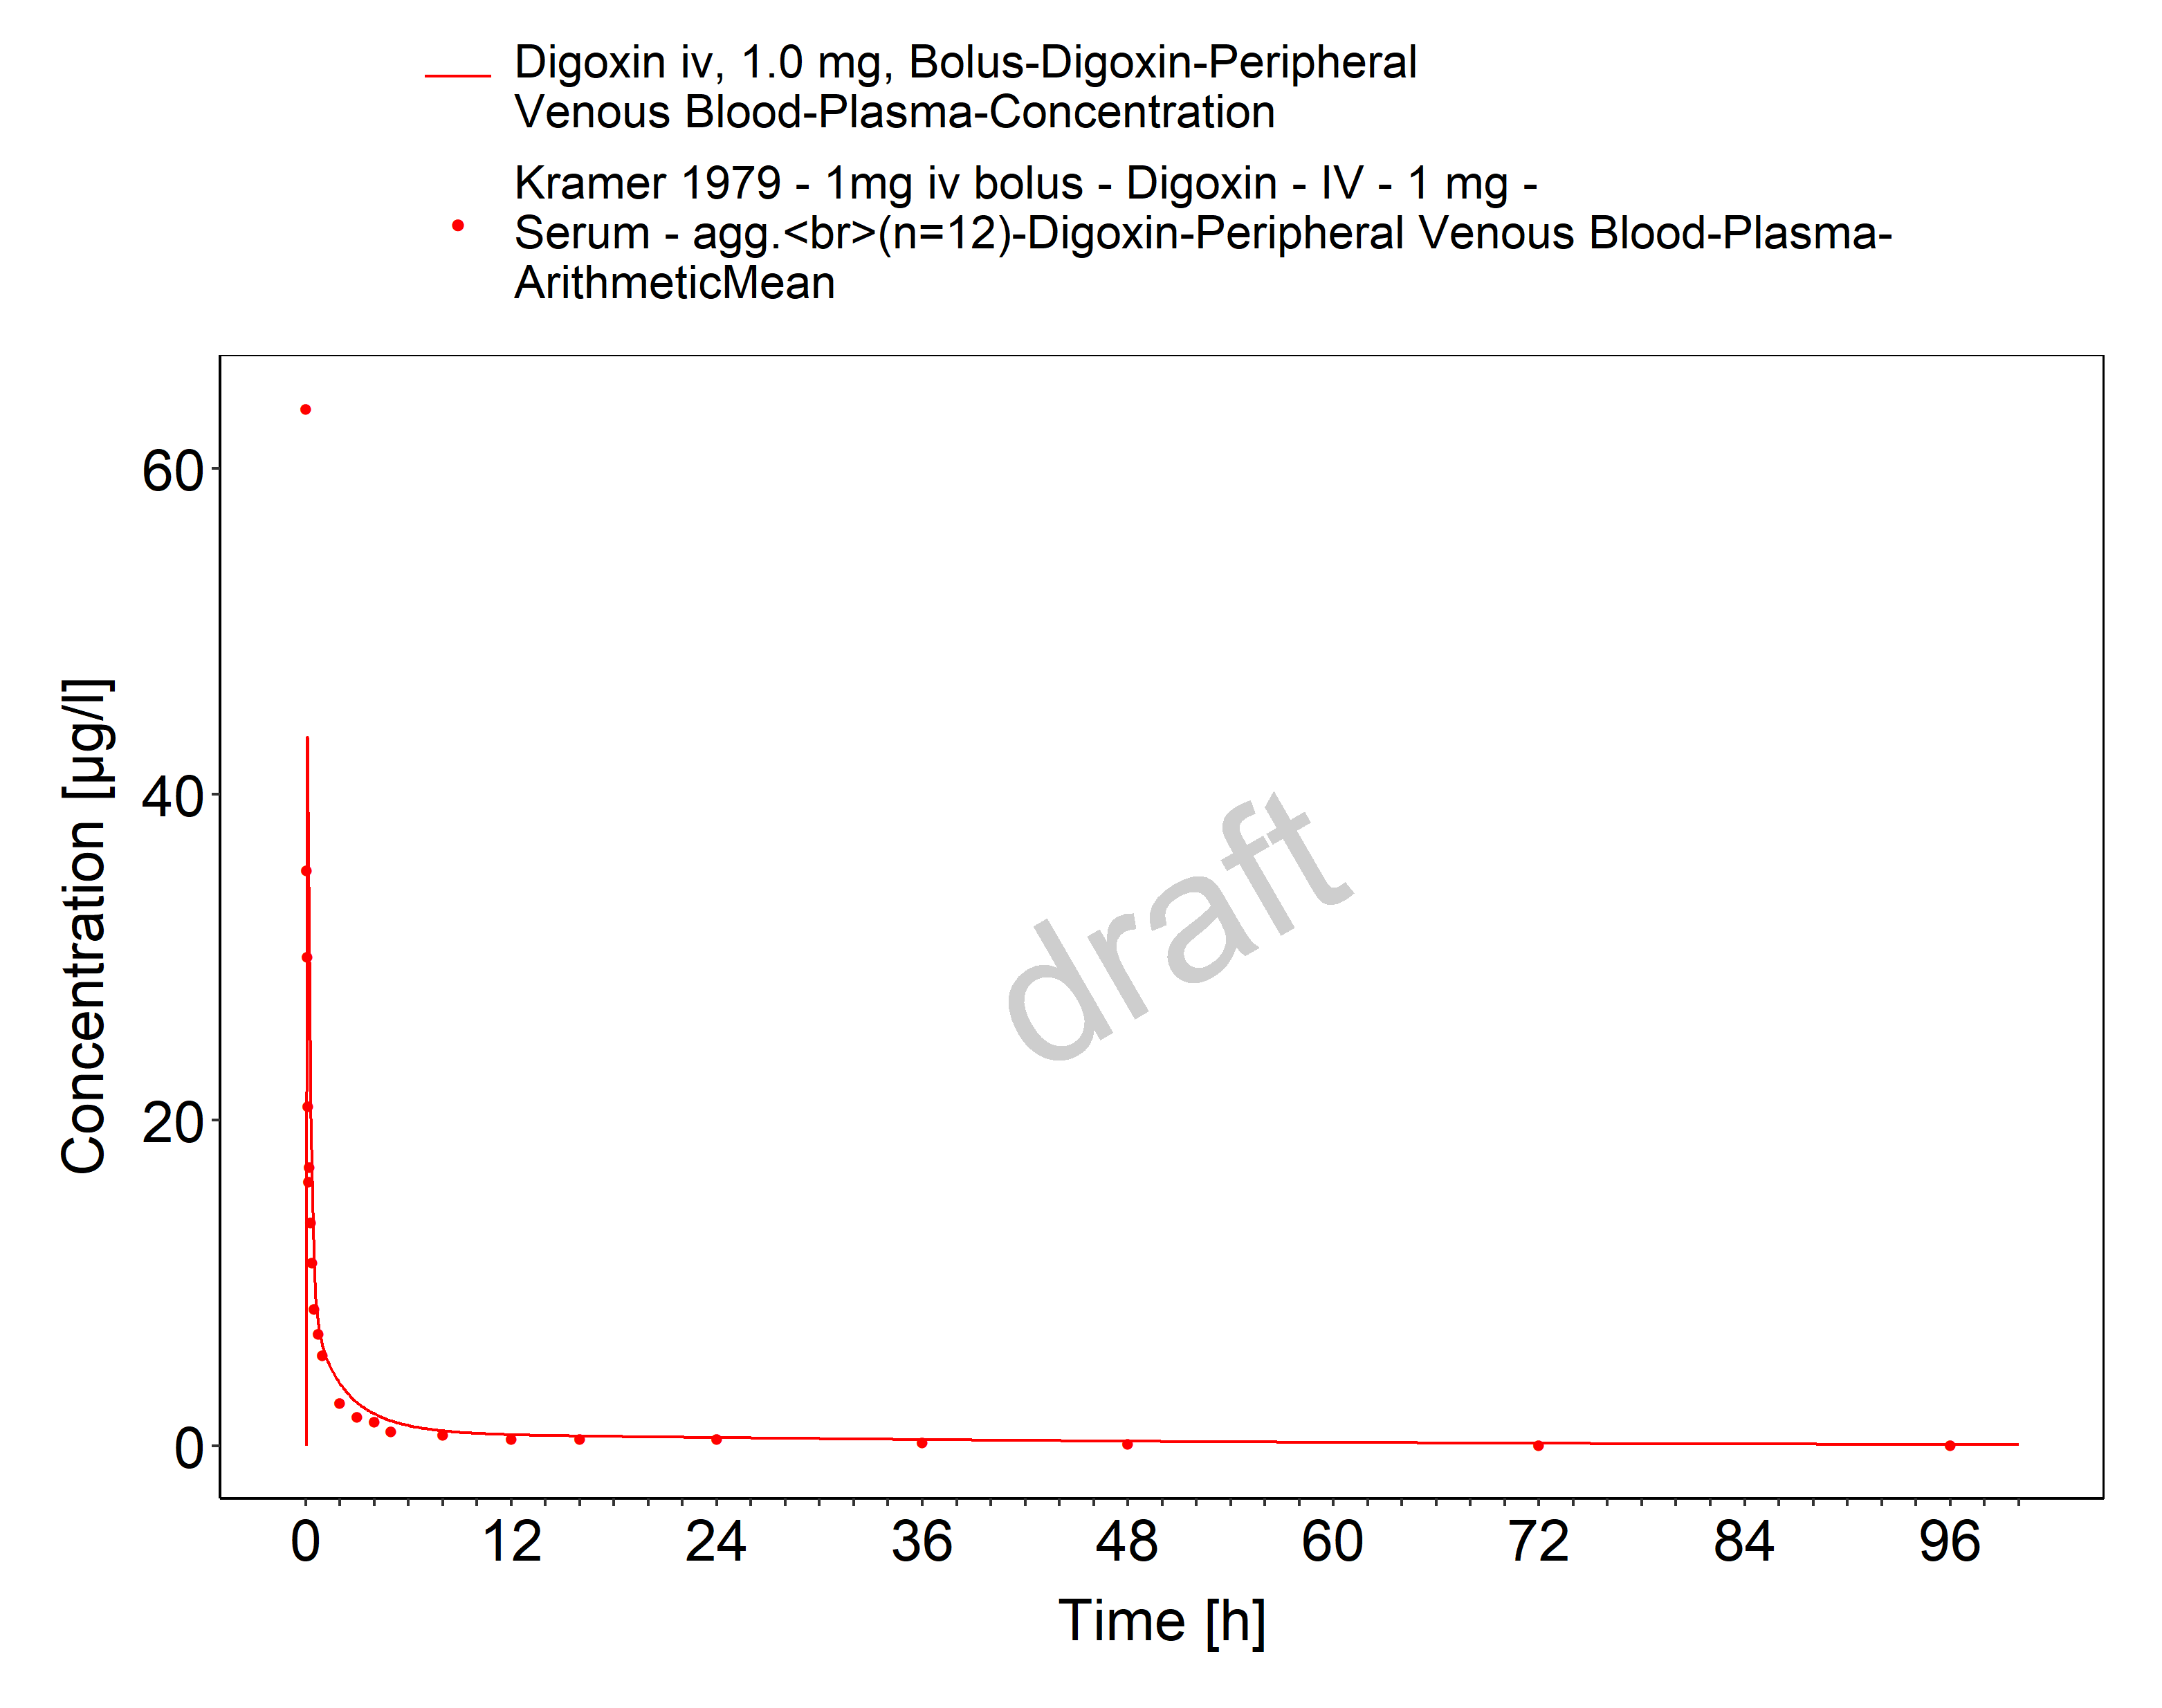 Digoxin iv, 1.0 mg, Bolus-Digoxin-Peripheral
Venous Blood-Plasma-Concentration
Kramer 1979 - 1mg iv bolus - Digoxin - IV - 1 mg -
Serum - agg.<br>(n=12)-Digoxin-Peripheral Venous Blood-Plasma-
ArithmeticMean
60
40
20
0
Concentration [µg/l]
draft
0 12 24 36 48 60 72 84 96
Time [h]